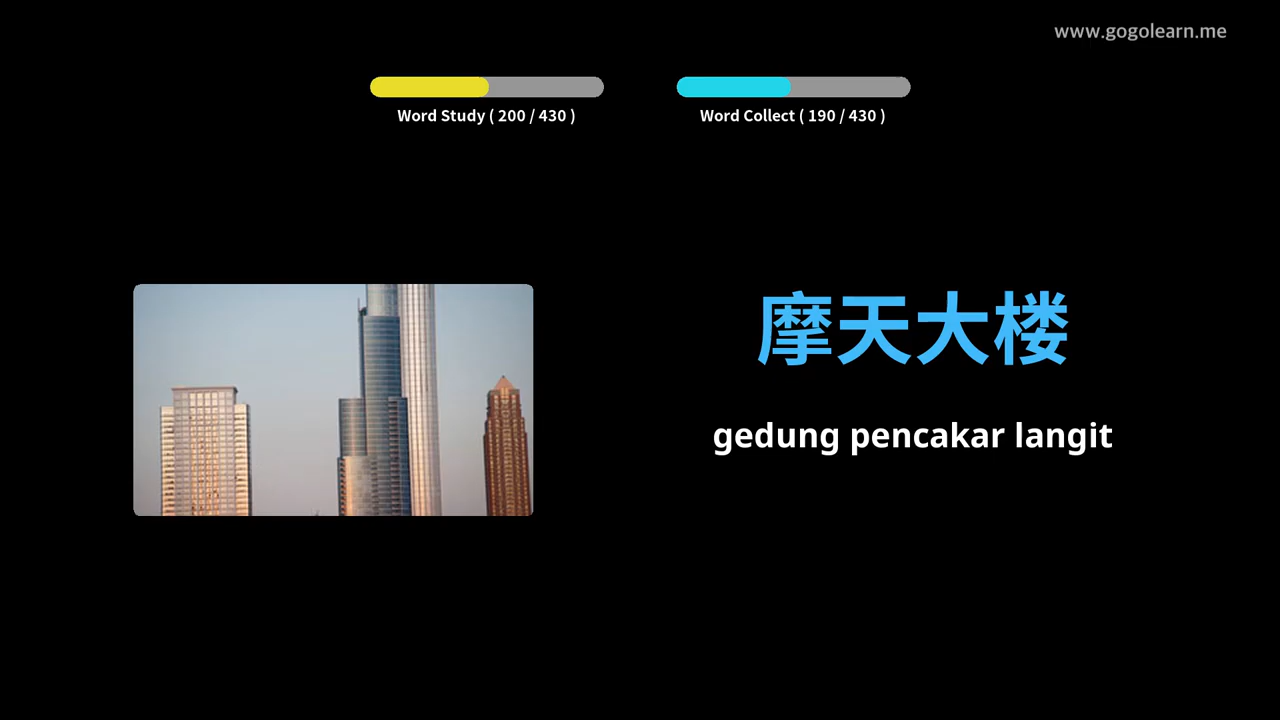 www.gogolearn.me
Word Study ( 200 / 430 )
Word Collect ( 190 / 430 )
摩天大楼
gedung pencakar langit